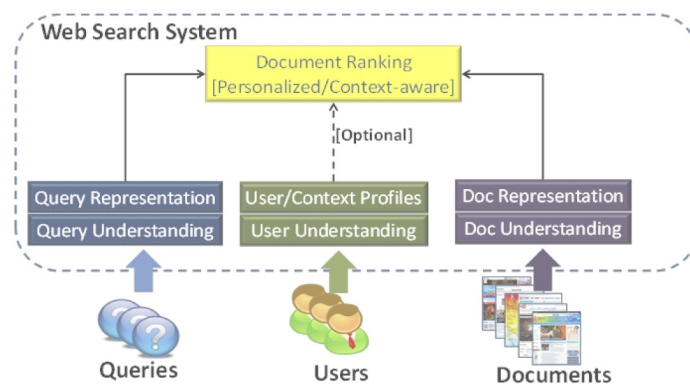 Web Search System
Document Ranking
[Personalized/Context-aware]
[Optional]
Query Representation
Query Understanding
User/Context Profiles
User Understanding
Doc Representation
Doc Understanding
? ? ?
Queries
Users
Documents